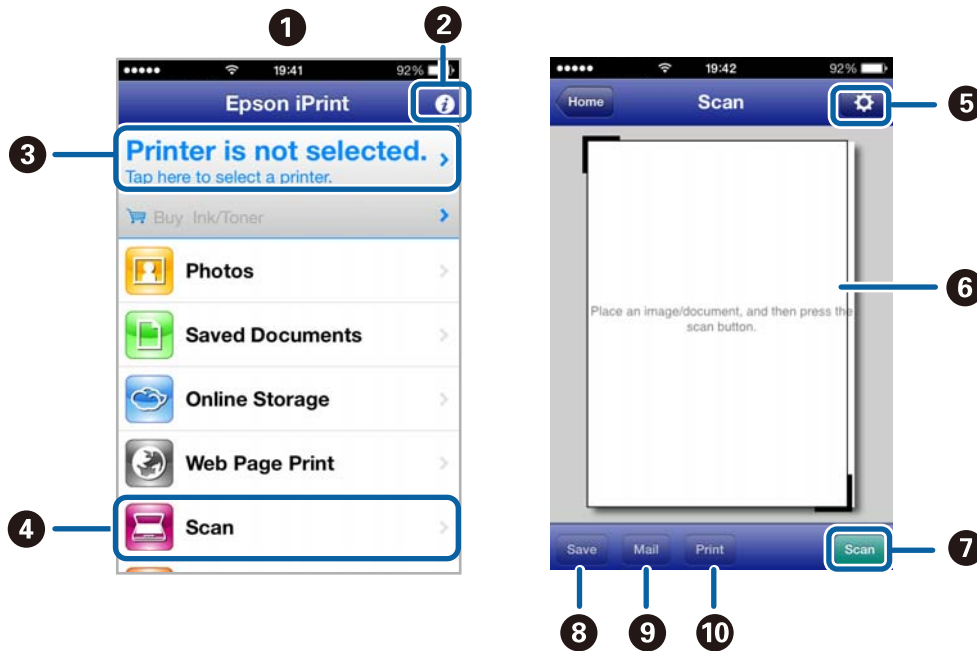 1
2
19:41
92%
Epson iPrint
i
3
Printer is not selected.
Tap here to select a printer.
Buy Ink/Toner
Photos
Saved Documents
Online Storage
Web Page Print
4
Scan
19:42
92%
Home
Scan
5
6
Place an image/document, and then press the
scan button.
Save
Mail
Print
Scan
7
8
9
10